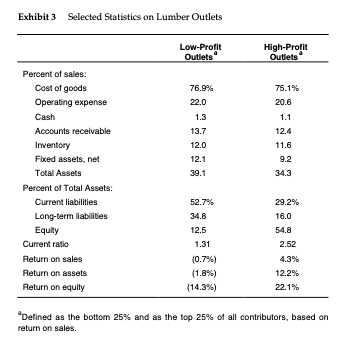 Exhibit 3 Selected Statistics on Lumber Outlets
Low-Profit Outletsa High-Profit Outletsa
Percent of sales:
Cost of goods 76.9% 75.1%
Operating expense 22.0 20.6
Cash 1.3 1.1
Accounts receivable 13.7 12.4
Inventory 12.0 11.6
Fixed assets, net 12.1 9.2
Total Assets 39.1 34.3
Percent of Total Assets:
Current liabilities 52.7% 29.2%
Long-term liabilities 34.8 16.0
Equity 12.5 54.8
Current ratio 1.31 2.52
Return on sales (0.7%) 4.3%
Return on assets (1.8%) 12.2%
Return on equity (14.3%) 22.1%
aDefined as the bottom 25% and as the top 25% of all contributors, based on
return on sales.